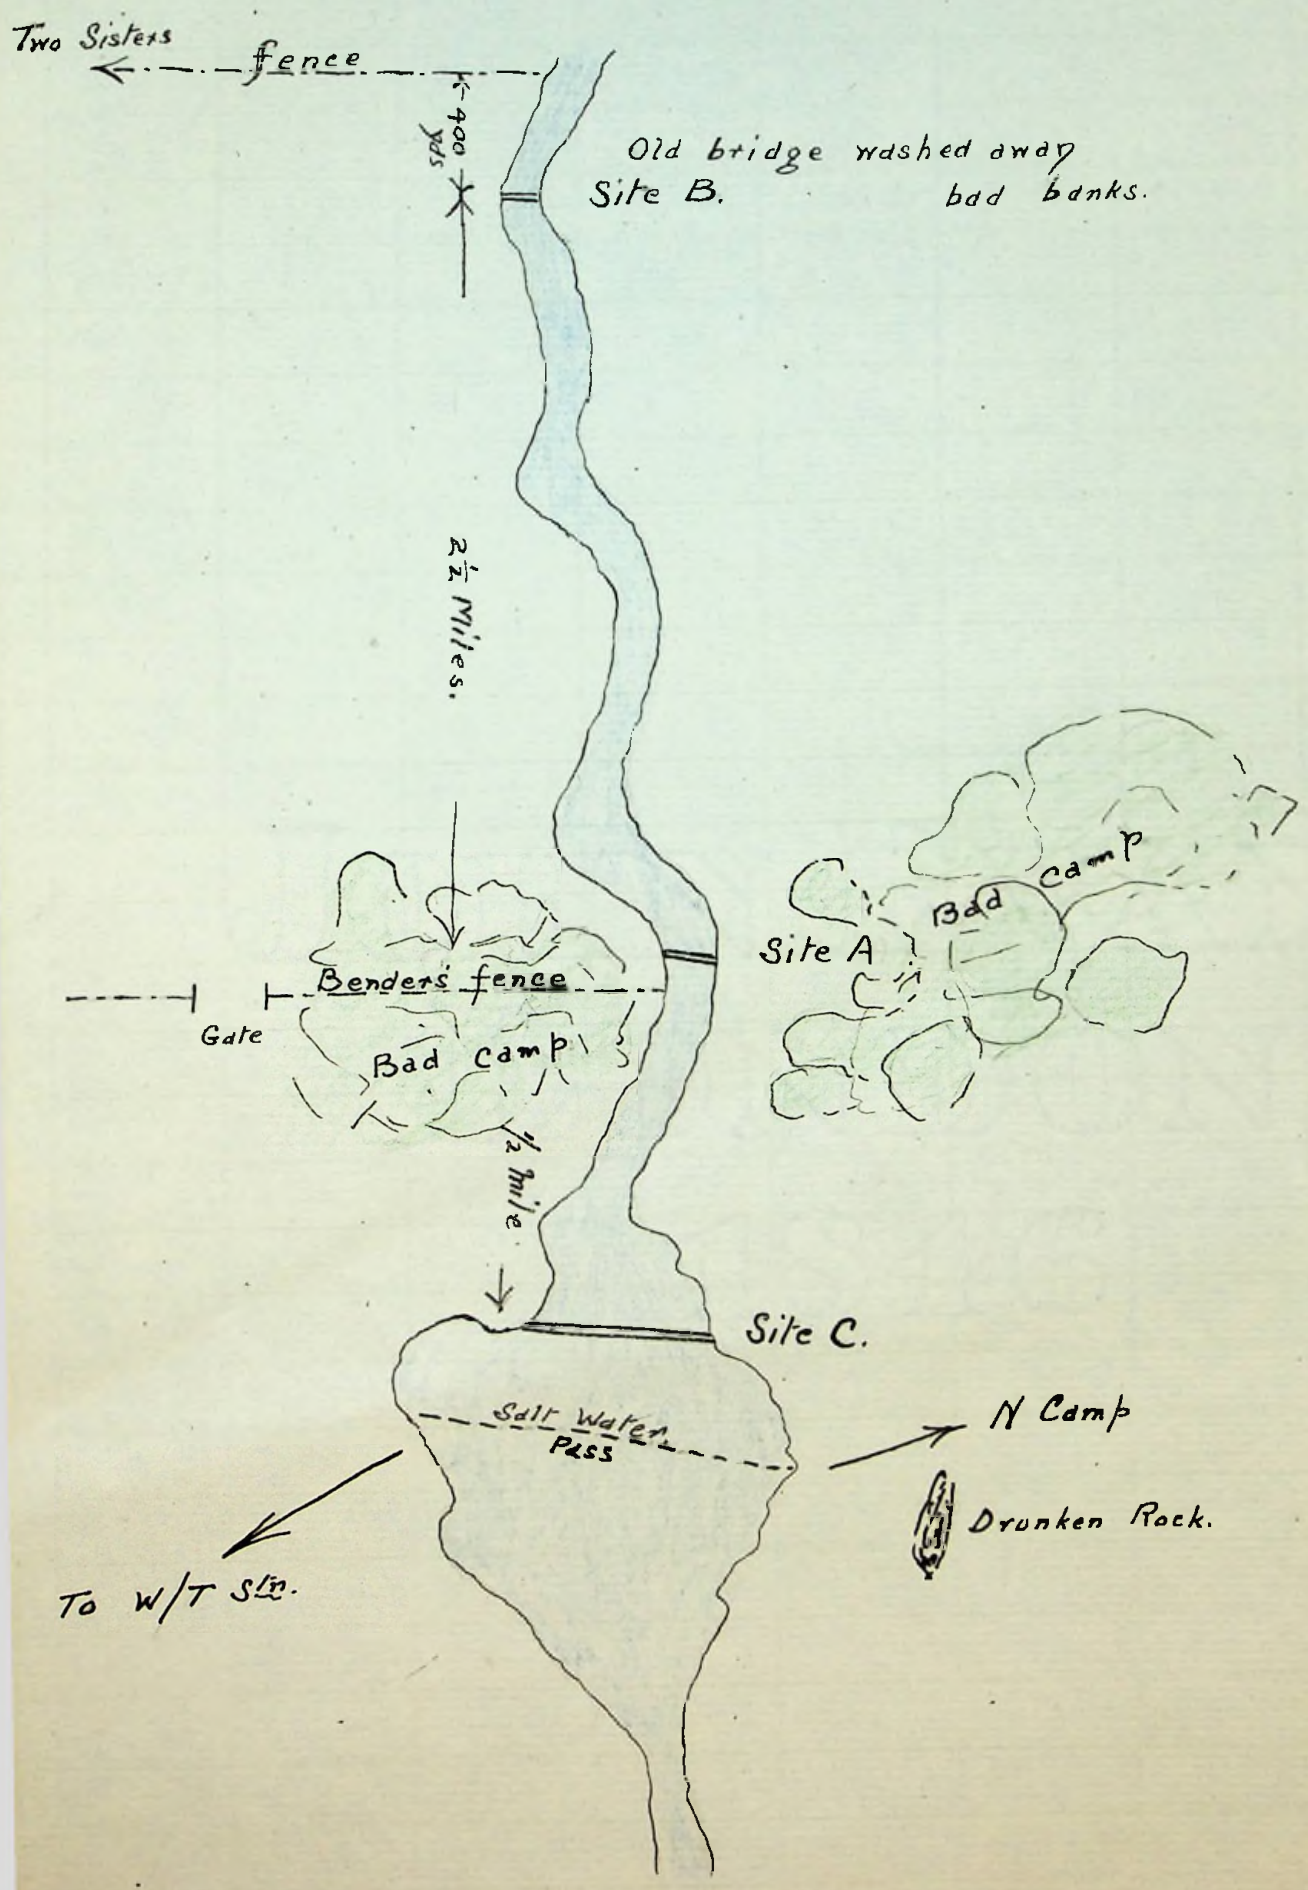 Two Sisters
fence
400
yds
Old bridge washed away
Site B.
bad banks.
2½ Miles.
Bad Camp
Site A
Benders' fence
Gate
Bad Camp
½ Mile
Site C.
Salt Water
Pass
N Camp
Drunken Rock.
To W/T Stn.